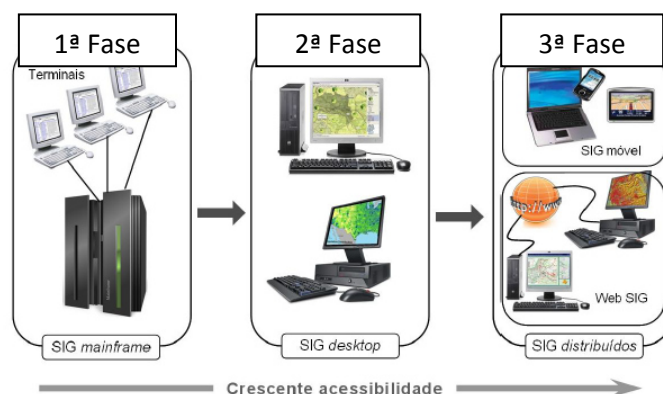 1ª Fase
2ª Fase
3ª Fase
Terminais
SIG móvel
Web SIG
SIG mainframe
SIG desktop
SIG distribuídos
Crescente acessibilidade